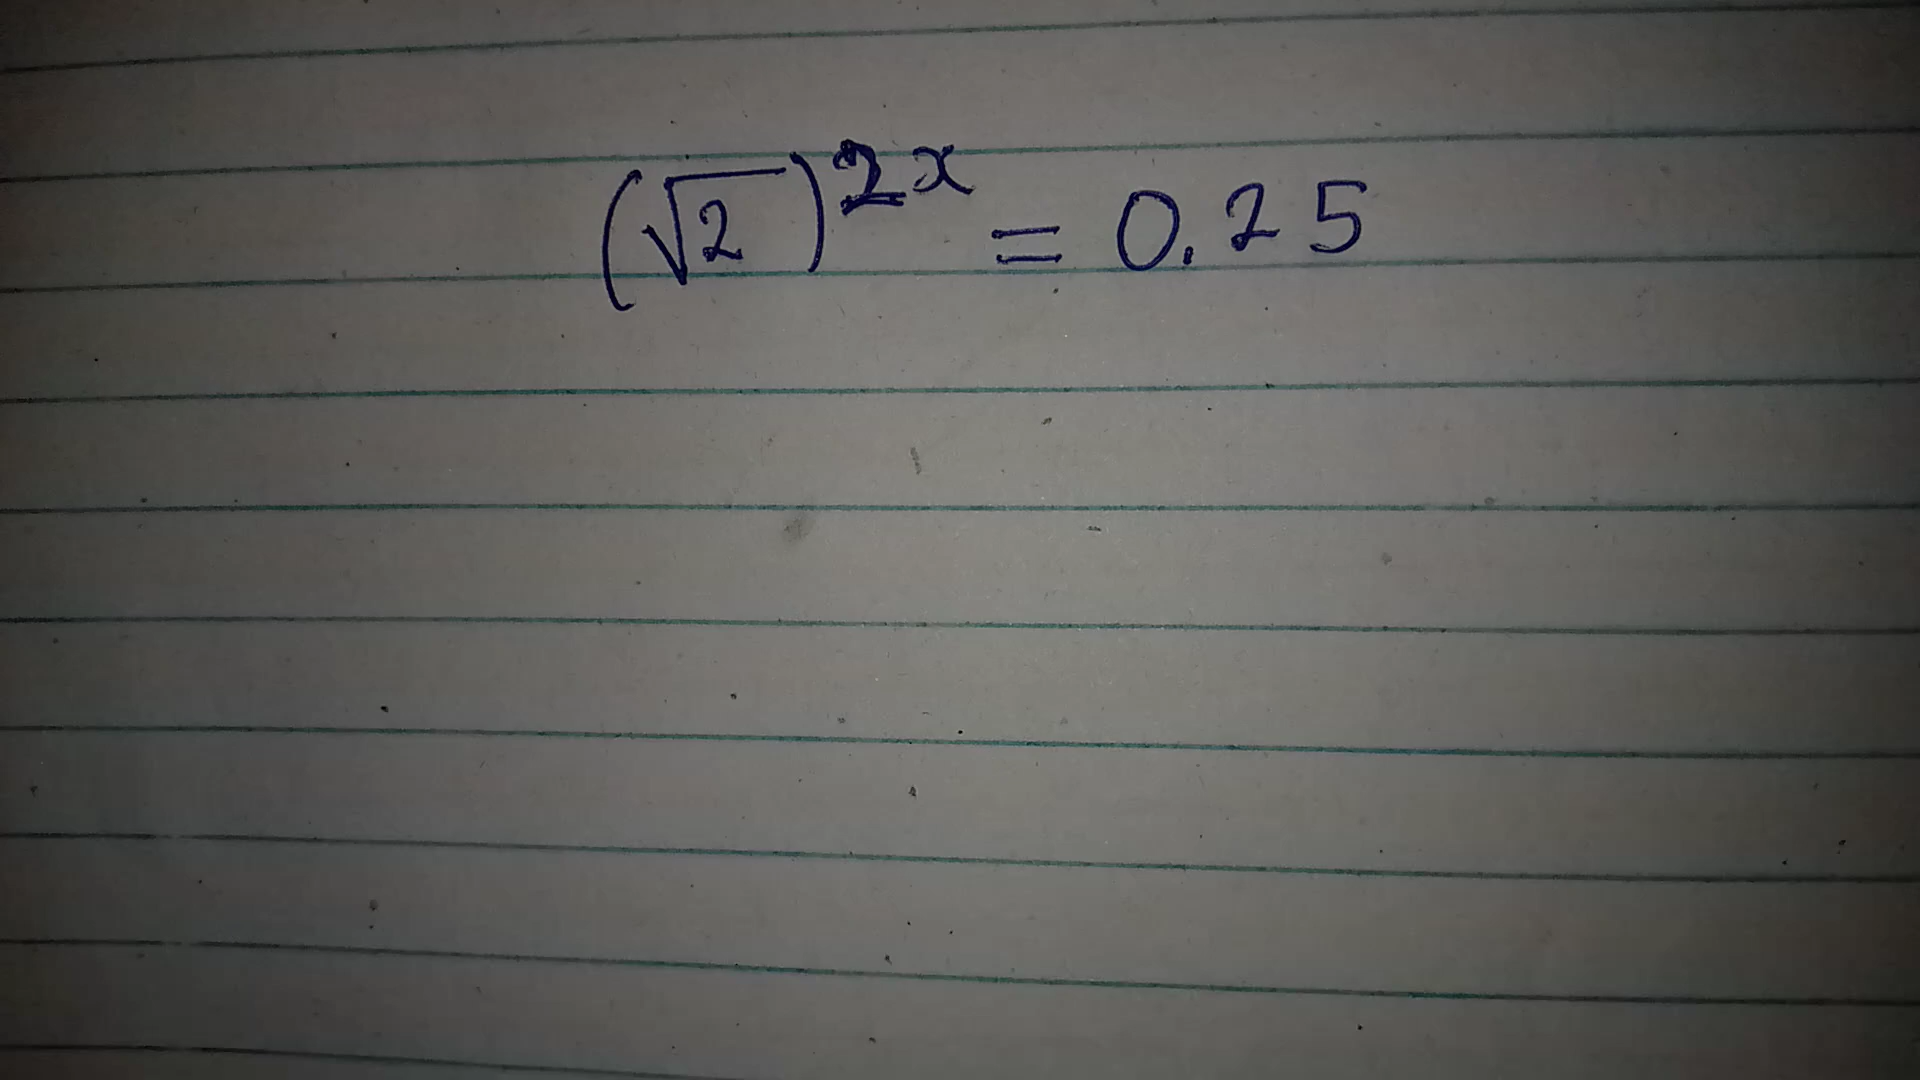 (√2)^2x = 0.25